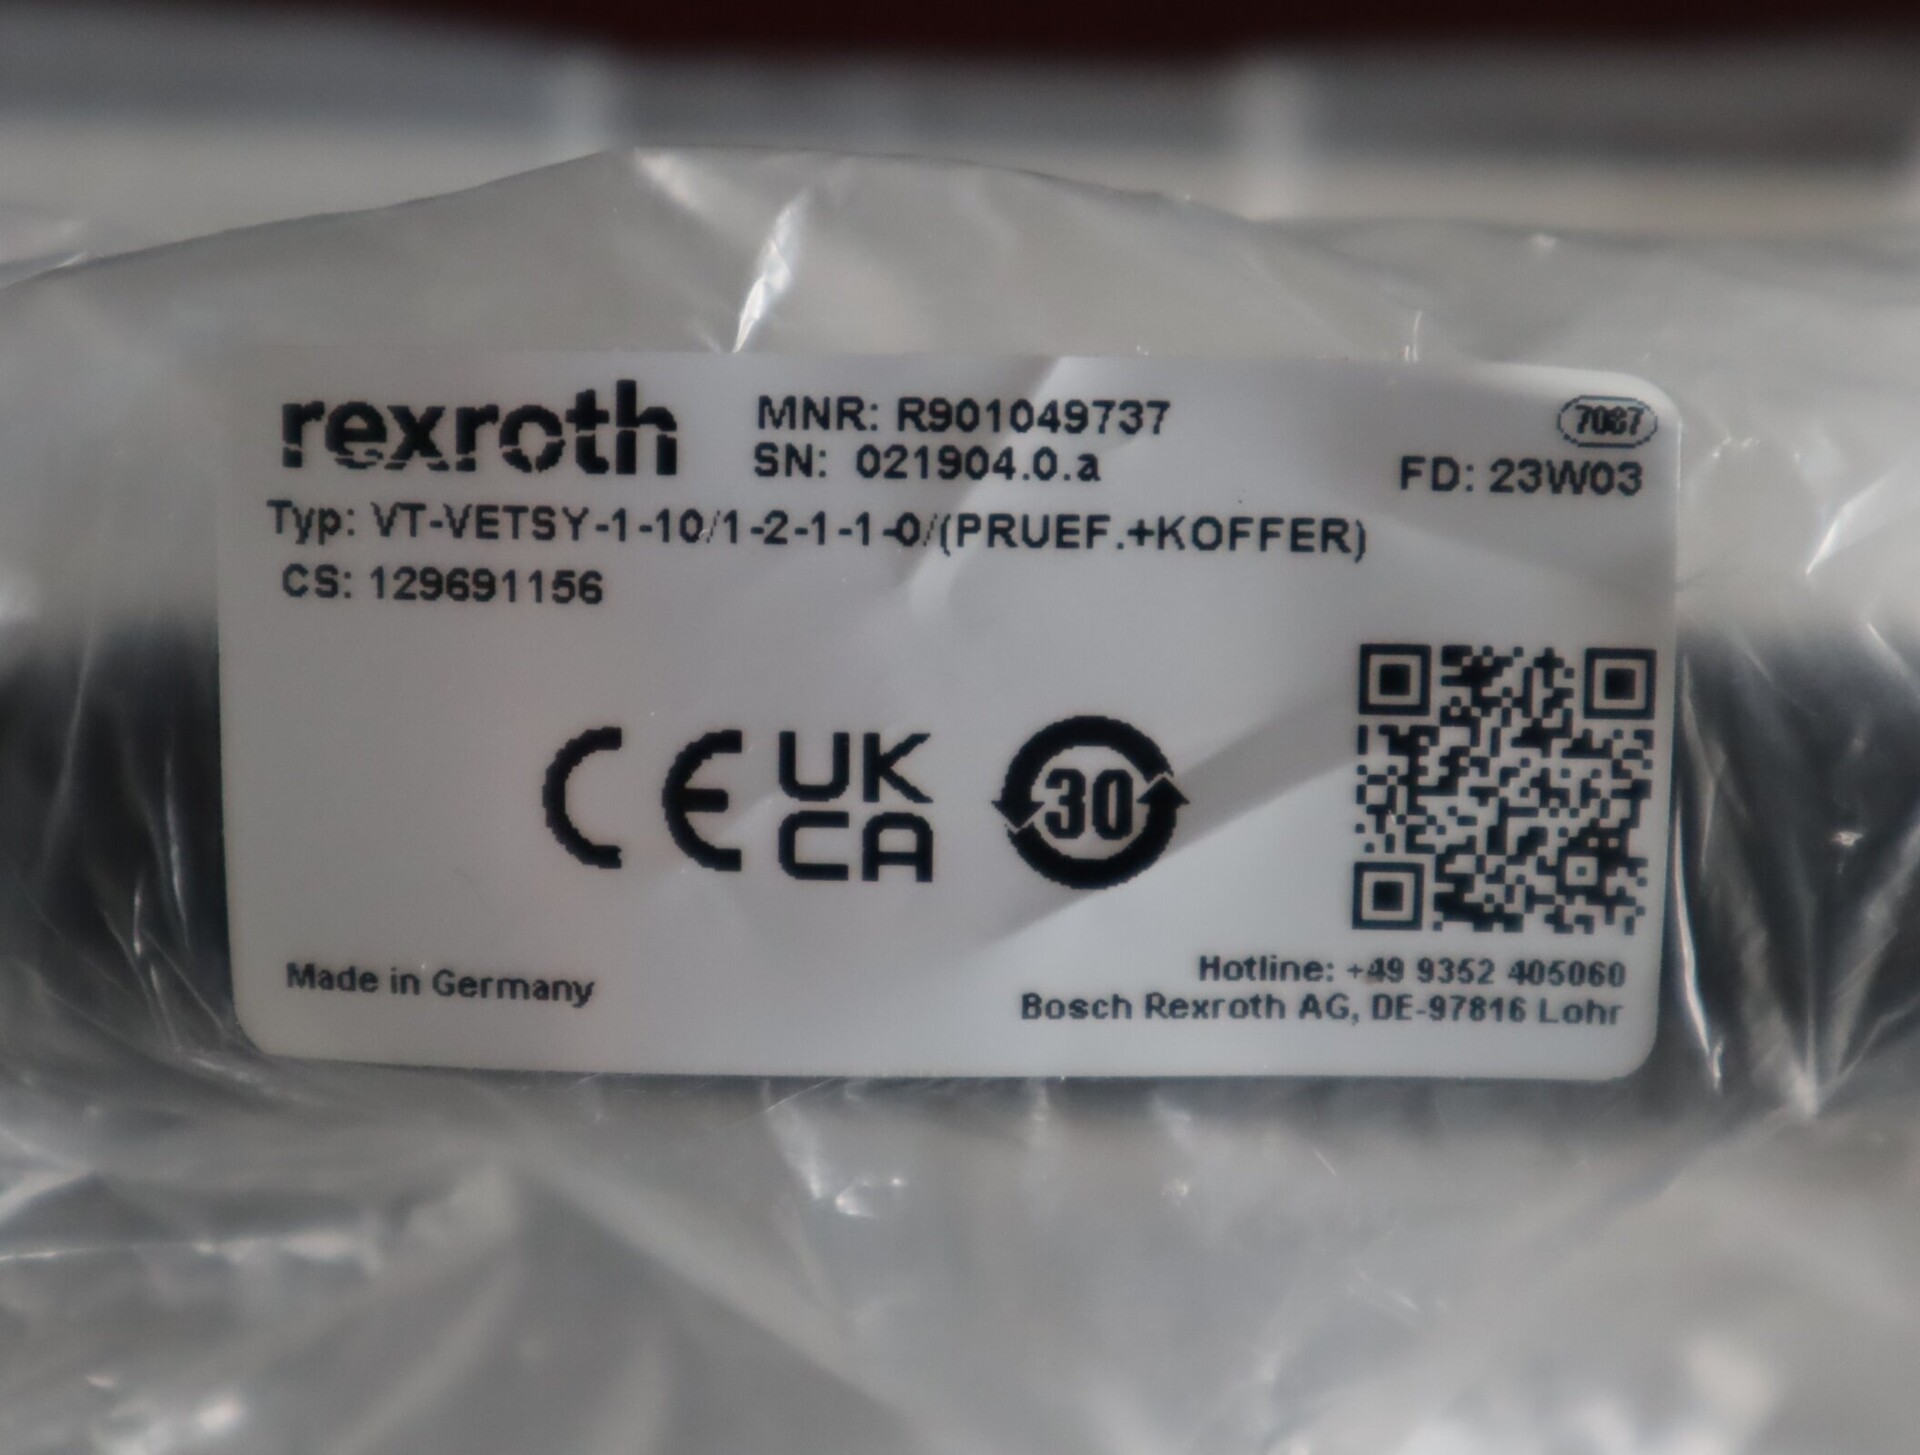 rexroth
MNR: R901049737
7087
SN: 021904.0.a
FD: 23W03
Typ: VT-VETSY-1-10/1-2-1-1-0/(PRUEF.+KOFFER)
CS: 129691156
CE
UK
CA
30
Made in Germany
Hotline: +49 9352 405060
Bosch Rexroth AG, DE-97816 Lohr